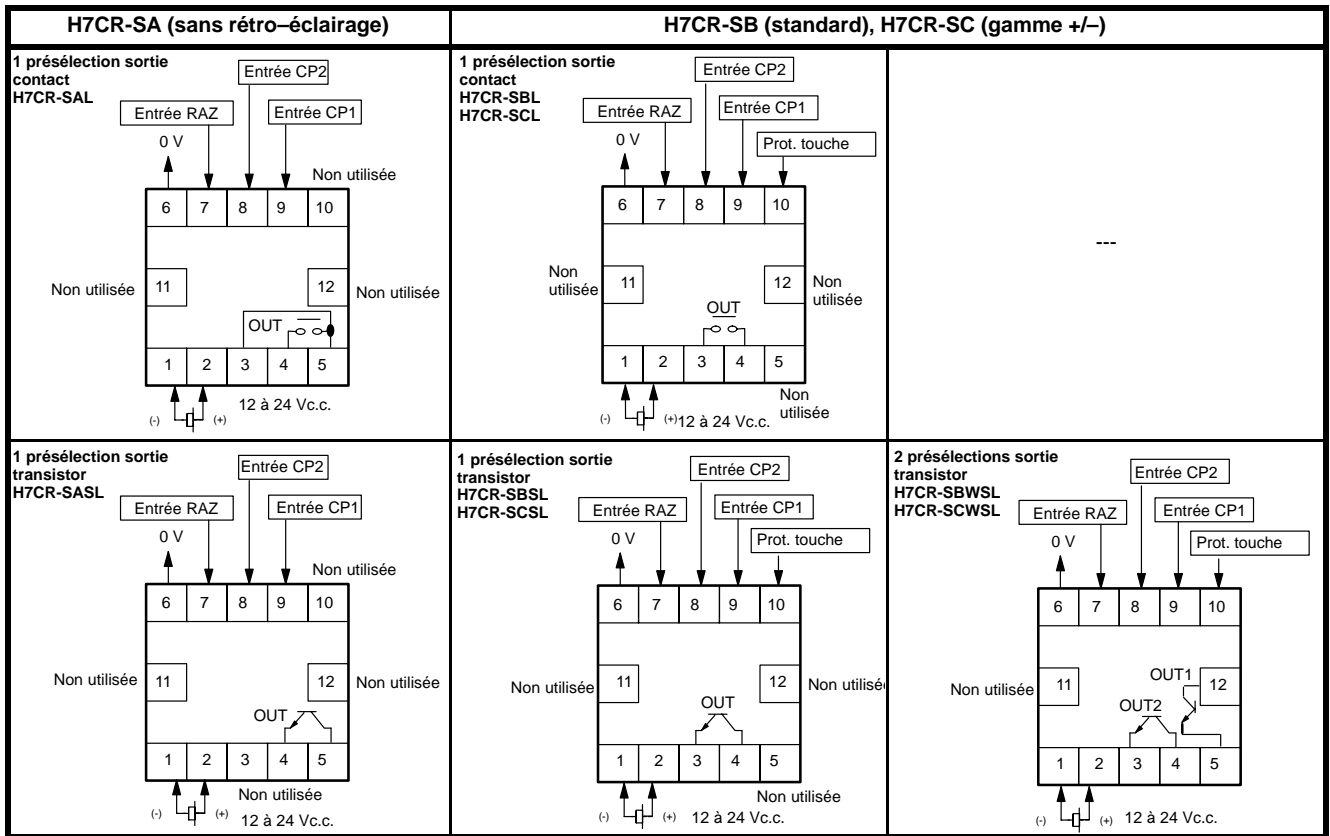 H7CR-SA (sans rétro–éclairage)
H7CR-SB (standard), H7CR-SC (gamme +/–)
1 présélection sortie
contact
H7CR-SAL
Entrée CP2
Entrée RAZ
Entrée CP1
0 V
Non utilisée
6 7 8 9 10
Non utilisée
11
12
Non utilisée
OUT
1 2 3 4 5
(-)
(+)
12 à 24 Vc.c.
1 présélection sortie
contact
H7CR-SBL
H7CR-SCL
Entrée CP2
Entrée RAZ
Entrée CP1
0 V
Prot. touche
6 7 8 9 10
Non
utilisée
11
12
Non
utilisée
OUT
1 2 3 4 5
Non
utilisée
(-)
(+)
12 à 24 Vc.c.
---
1 présélection sortie
transistor
H7CR-SASL
Entrée CP2
Entrée RAZ
Entrée CP1
0 V
Non utilisée
6 7 8 9 10
Non utilisée
11
12
Non utilisée
OUT
1 2 3 4 5
Non utilisée
(-)
(+)
12 à 24 Vc.c.
1 présélection sortie
transistor
H7CR-SBSL
H7CR-SCSL
Entrée CP2
Entrée RAZ
Entrée CP1
0 V
Prot. touche
6 7 8 9 10
Non utilisée
11
12
Non utilisée
OUT
1 2 3 4 5
Non utilisée
(-)
(+)
12 à 24 Vc.c.
2 présélections sortie
transistor
H7CR-SBWSL
H7CR-SCWSL
Entrée CP2
Entrée RAZ
Entrée CP1
0 V
Prot. touche
6 7 8 9 10
Non utilisée
11
OUT1
12
OUT2
1 2 3 4 5
(-)
(+)
12 à 24 Vc.c.